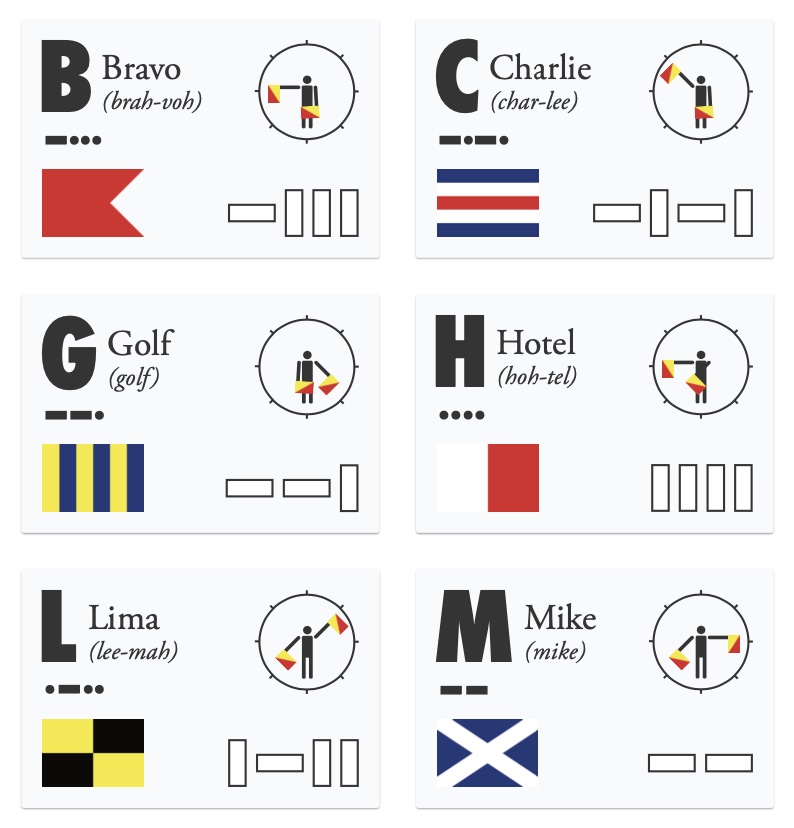 B Bravo
(brah-voh)
C Charlie
(char-lee)
G Golf
(golf)
H Hotel
(hoh-tel)
L Lima
(lee-mah)
M Mike
(mike)